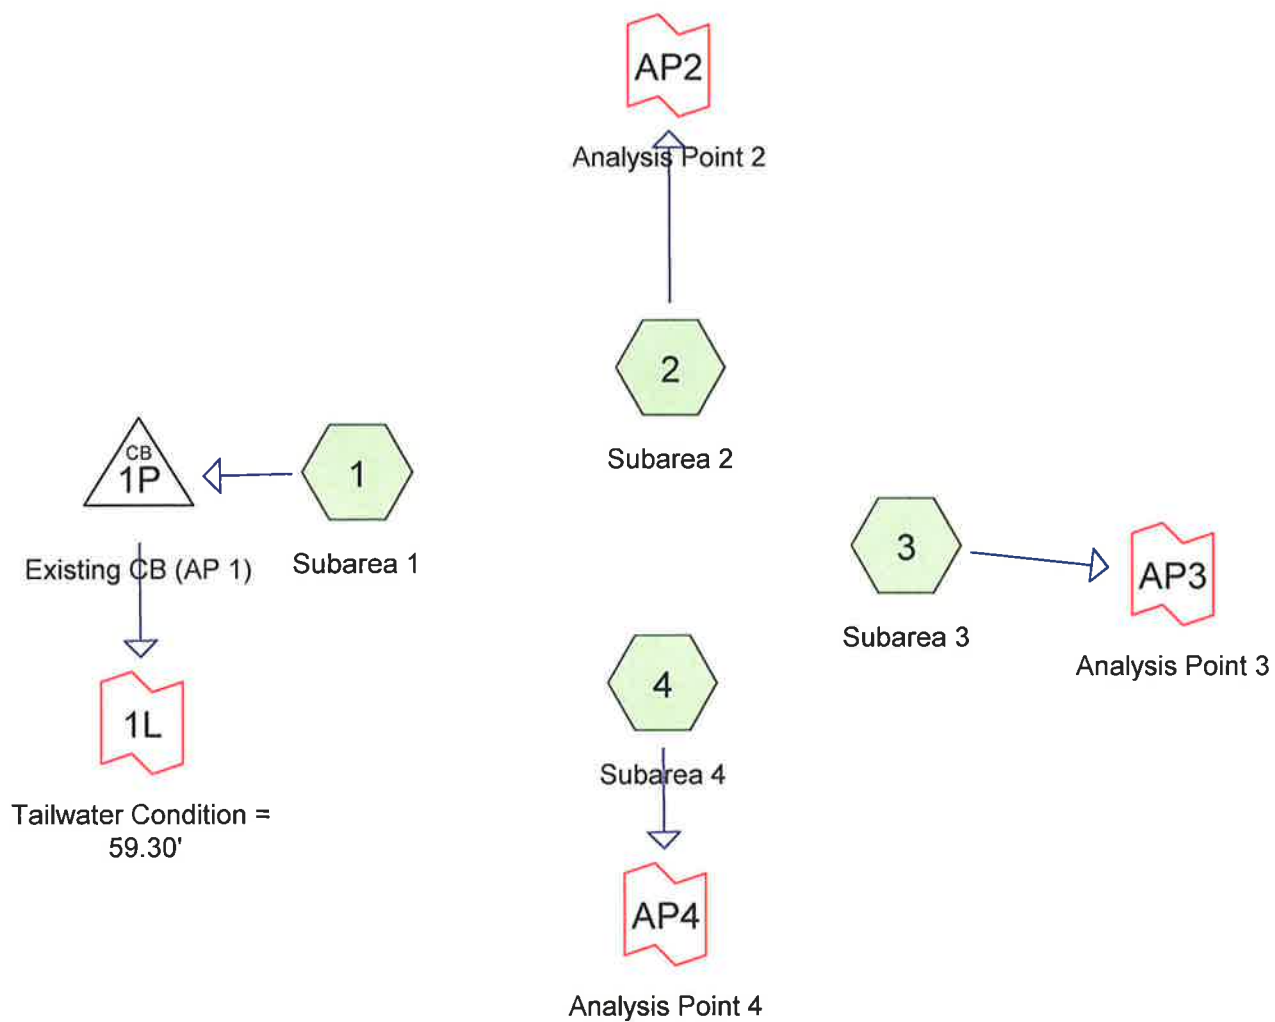 AP2
Analysis Point 2
2
Subarea 2
CB
1P
Existing CB (AP 1)
1
Subarea 1
3
Subarea 3
AP3
Analysis Point 3
4
Subarea 4
1L
Tailwater Condition =
59.30'
AP4
Analysis Point 4